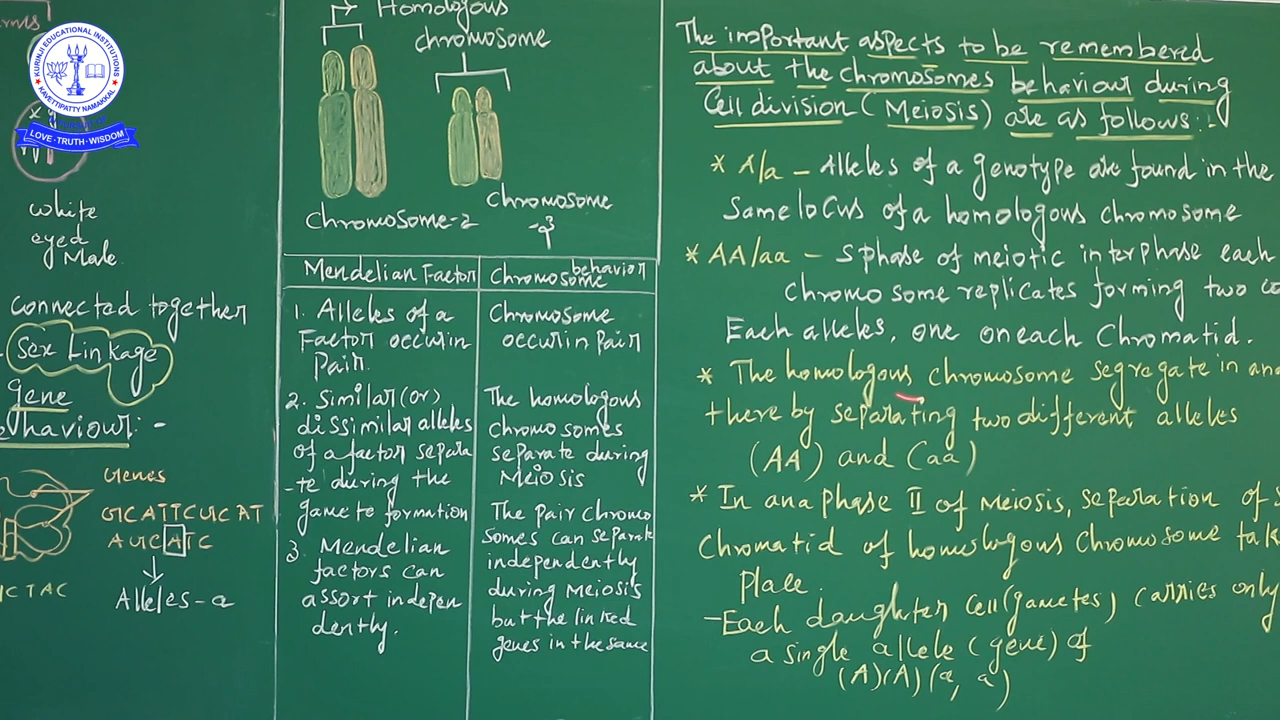 KURINJI EDUCATIONAL INSTITUTIONS
KAVETTIPATTY NAMAKKAL
LOVE - TRUTH - WISDOM
White
eyed
Male
connected together
Sex Linkage
gene
Genes
Alleles - a
Homologous
chromosome
Chromosome-2
Chromosome
-3
Mendelian Factor
1. Alleles of a
Factor occur in
Pair.
2. Similar (or)
dissimilar alleles
of a factor separa
-te during the
gamete formation
3. Mendelian
factors can
assort indepen
dently.
Chromosome behavior
Chromosome
occur in Pair
The homologous
chromosomes
separate during
Meiosis
The pair chromo
somes can separate
independently
during Meiosis
but the linked
genes in the same
The important aspects to be remembered
about the chromosomes behaviour during
Cell division (Meiosis) are as follows:-
* A/a - Alleles of a genotype are found in the
Same locus of a homologous chromosome
* AA/aa - S phase of meiotic interphase each
Chromosome replicates forming two
Each alleles, one on each Chromatid.
* The homologous chromosome segregate in
there by separating two different alleles
(AA) and (aa)
* In anaphase II of Meiosis, separation of
Chromatid of homologous chromosome
place.
- Each daughter cell (gametes) carries only
a single allele (gene) of
(A)(A)(a, a)